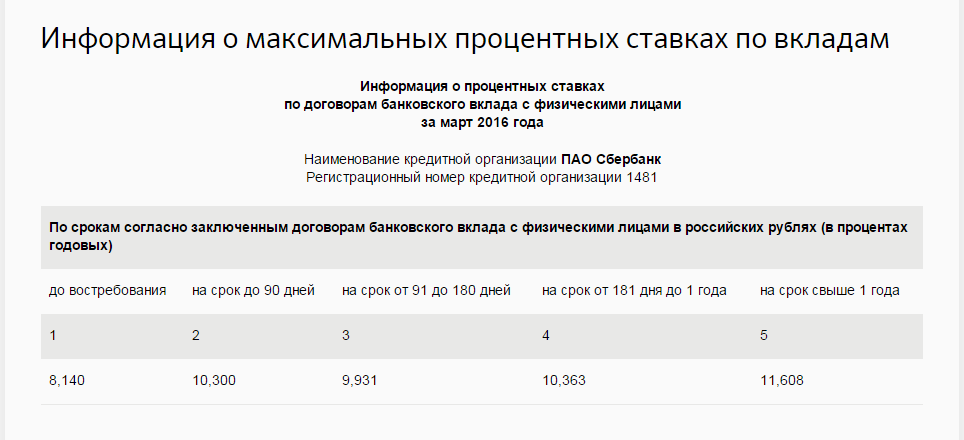 Информация о максимальных процентных ставках по вкладам
Информация о процентных ставках
по договорам банковского вклада с физическими лицами
за март 2016 года
Наименование кредитной организации ПАО Сбербанк
Регистрационный номер кредитной организации 1481
По срокам согласно заключенным договорам банковского вклада с физическими лицами в российских рублях (в процентах
годовых)
до востребования на срок до 90 дней на срок от 91 до 180 дней на срок от 181 дня до 1 года на срок свыше 1 года
1 2 3 4 5
8,140 10,300 9,931 10,363 11,608